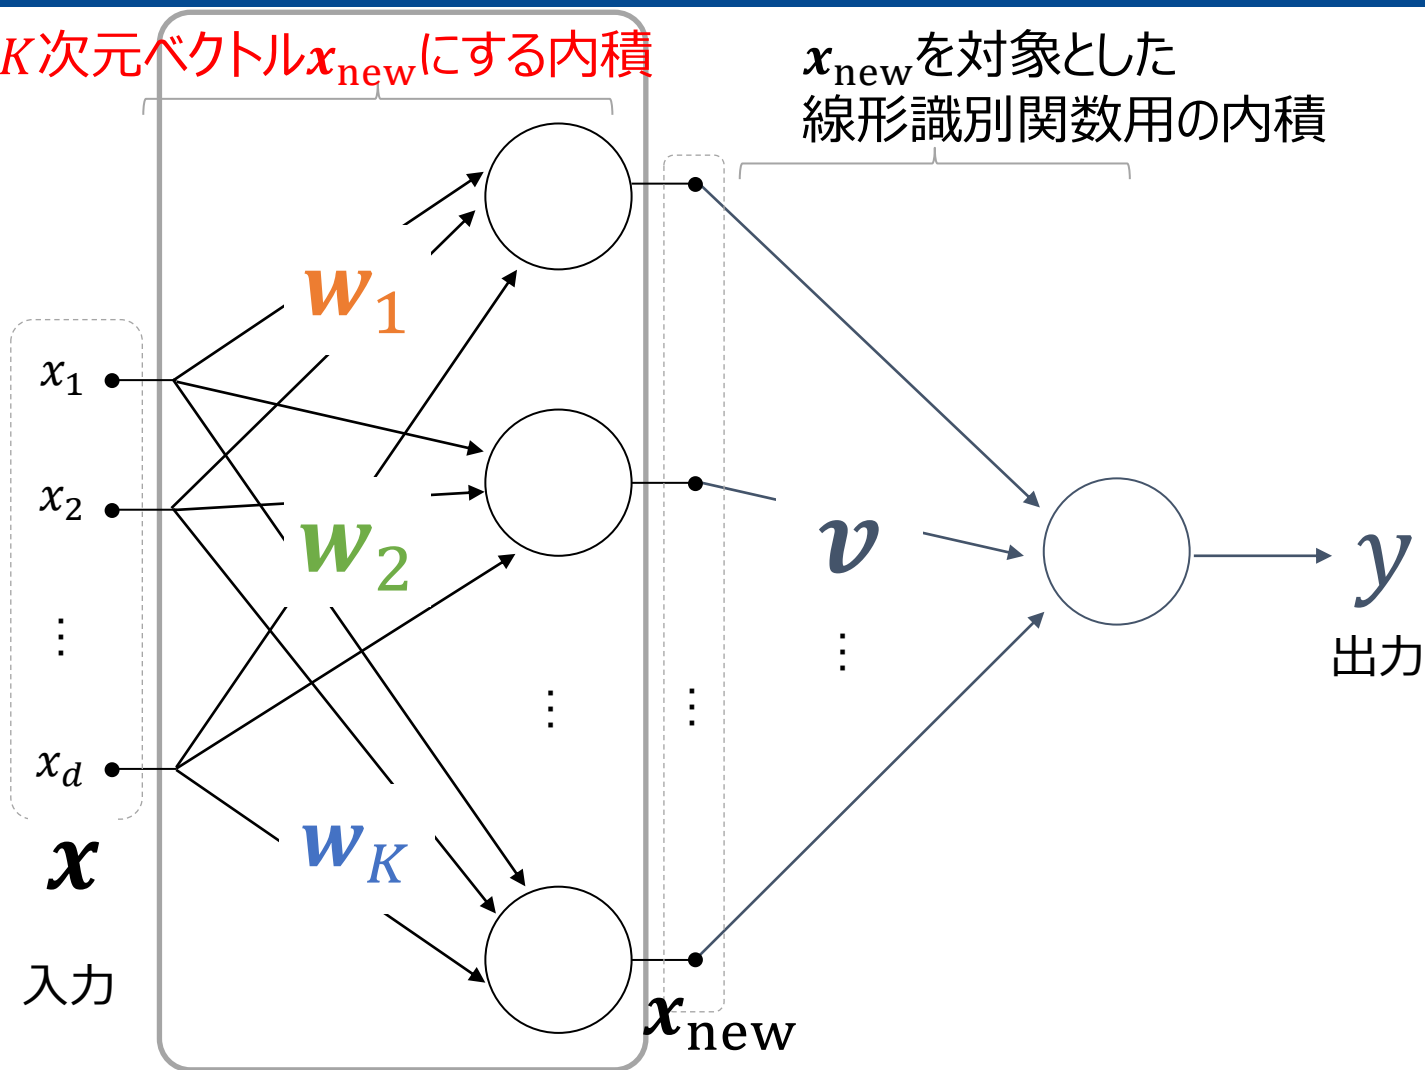 K次元ベクトルx_newにする内積
x_newを対象とした
線形識別関数用の内積
w_1
x_1
x_2
w_2
v
y
出力
⋮
⋮
⋮
⋮
x_d
w_K
x
入力
x_new